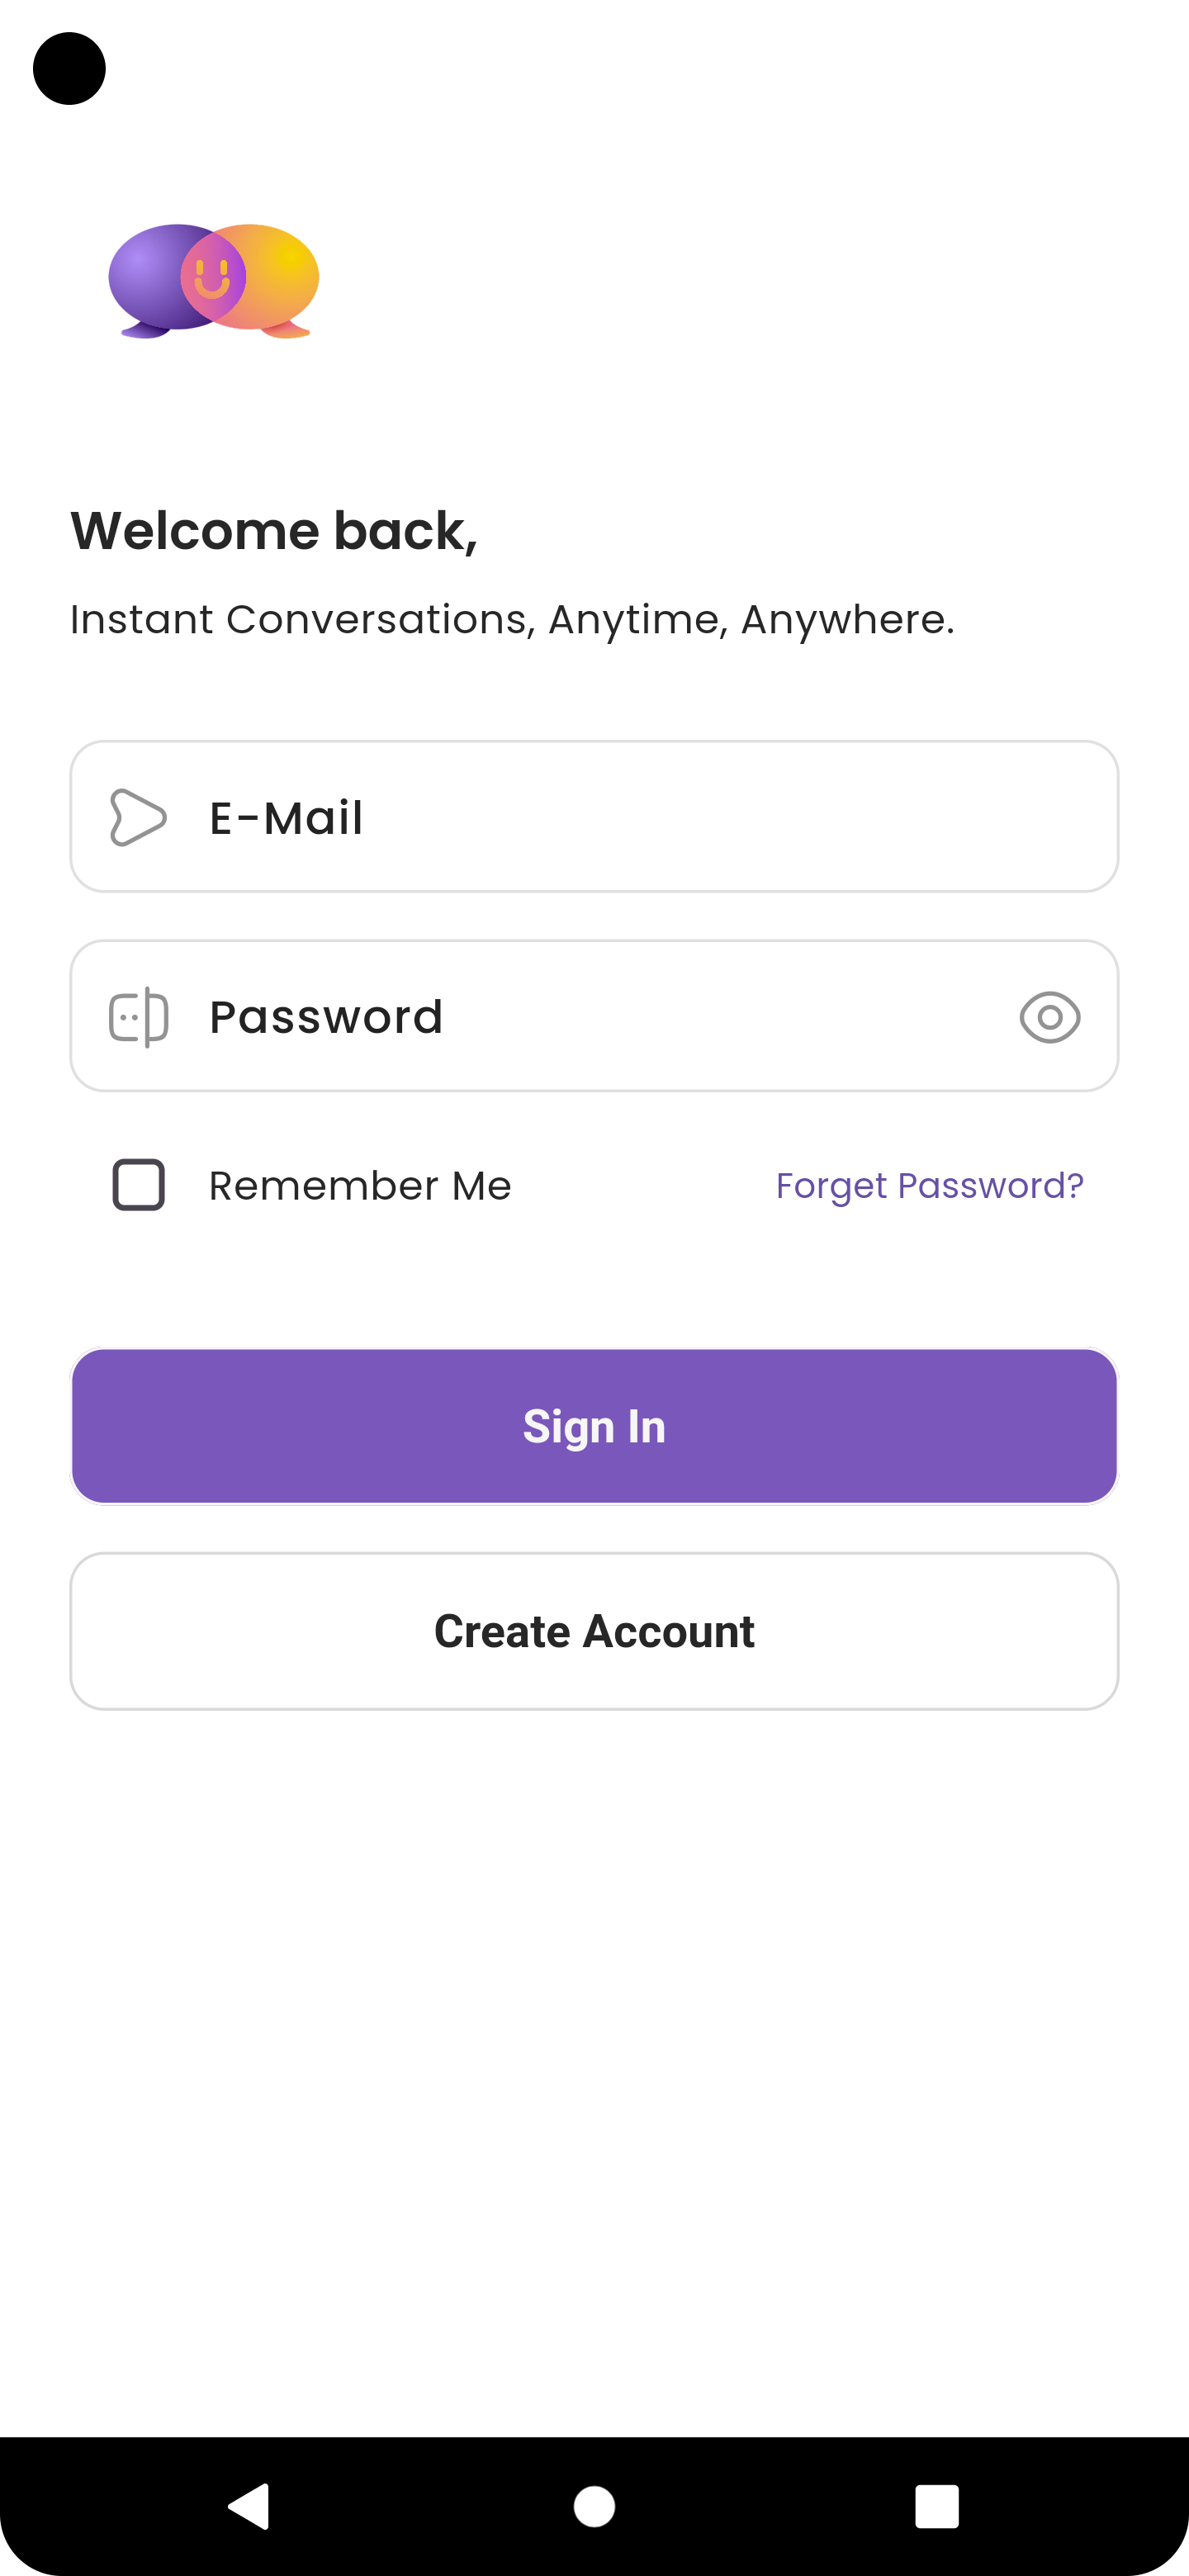 Welcome back,
Instant Conversations, Anytime, Anywhere.
E-Mail
Password
Remember Me
Forget Password?
Sign In
Create Account